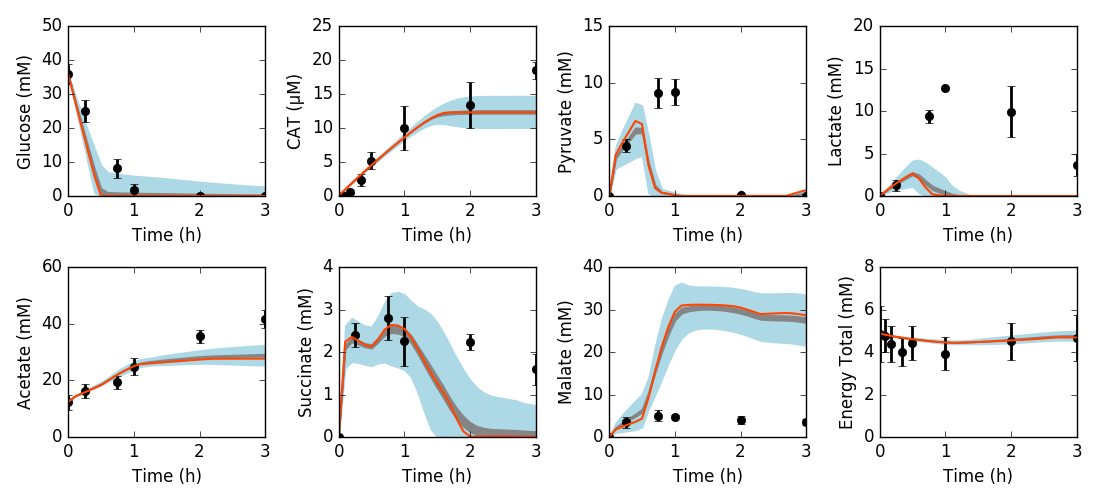 Glucose (mM)
50
40
30
20
10
0
0 1 2 3
Time (h)
CAT (μM)
25
20
15
10
5
0
0 1 2 3
Time (h)
Pyruvate (mM)
15
10
5
0
0 1 2 3
Time (h)
Lactate (mM)
20
15
10
5
0
0 1 2 3
Time (h)
Acetate (mM)
60
40
20
0
0 1 2 3
Time (h)
Succinate (mM)
4
3
2
1
0
0 1 2 3
Time (h)
Malate (mM)
40
30
20
10
0
0 1 2 3
Time (h)
Energy Total (mM)
8
6
4
2
0
0 1 2 3
Time (h)